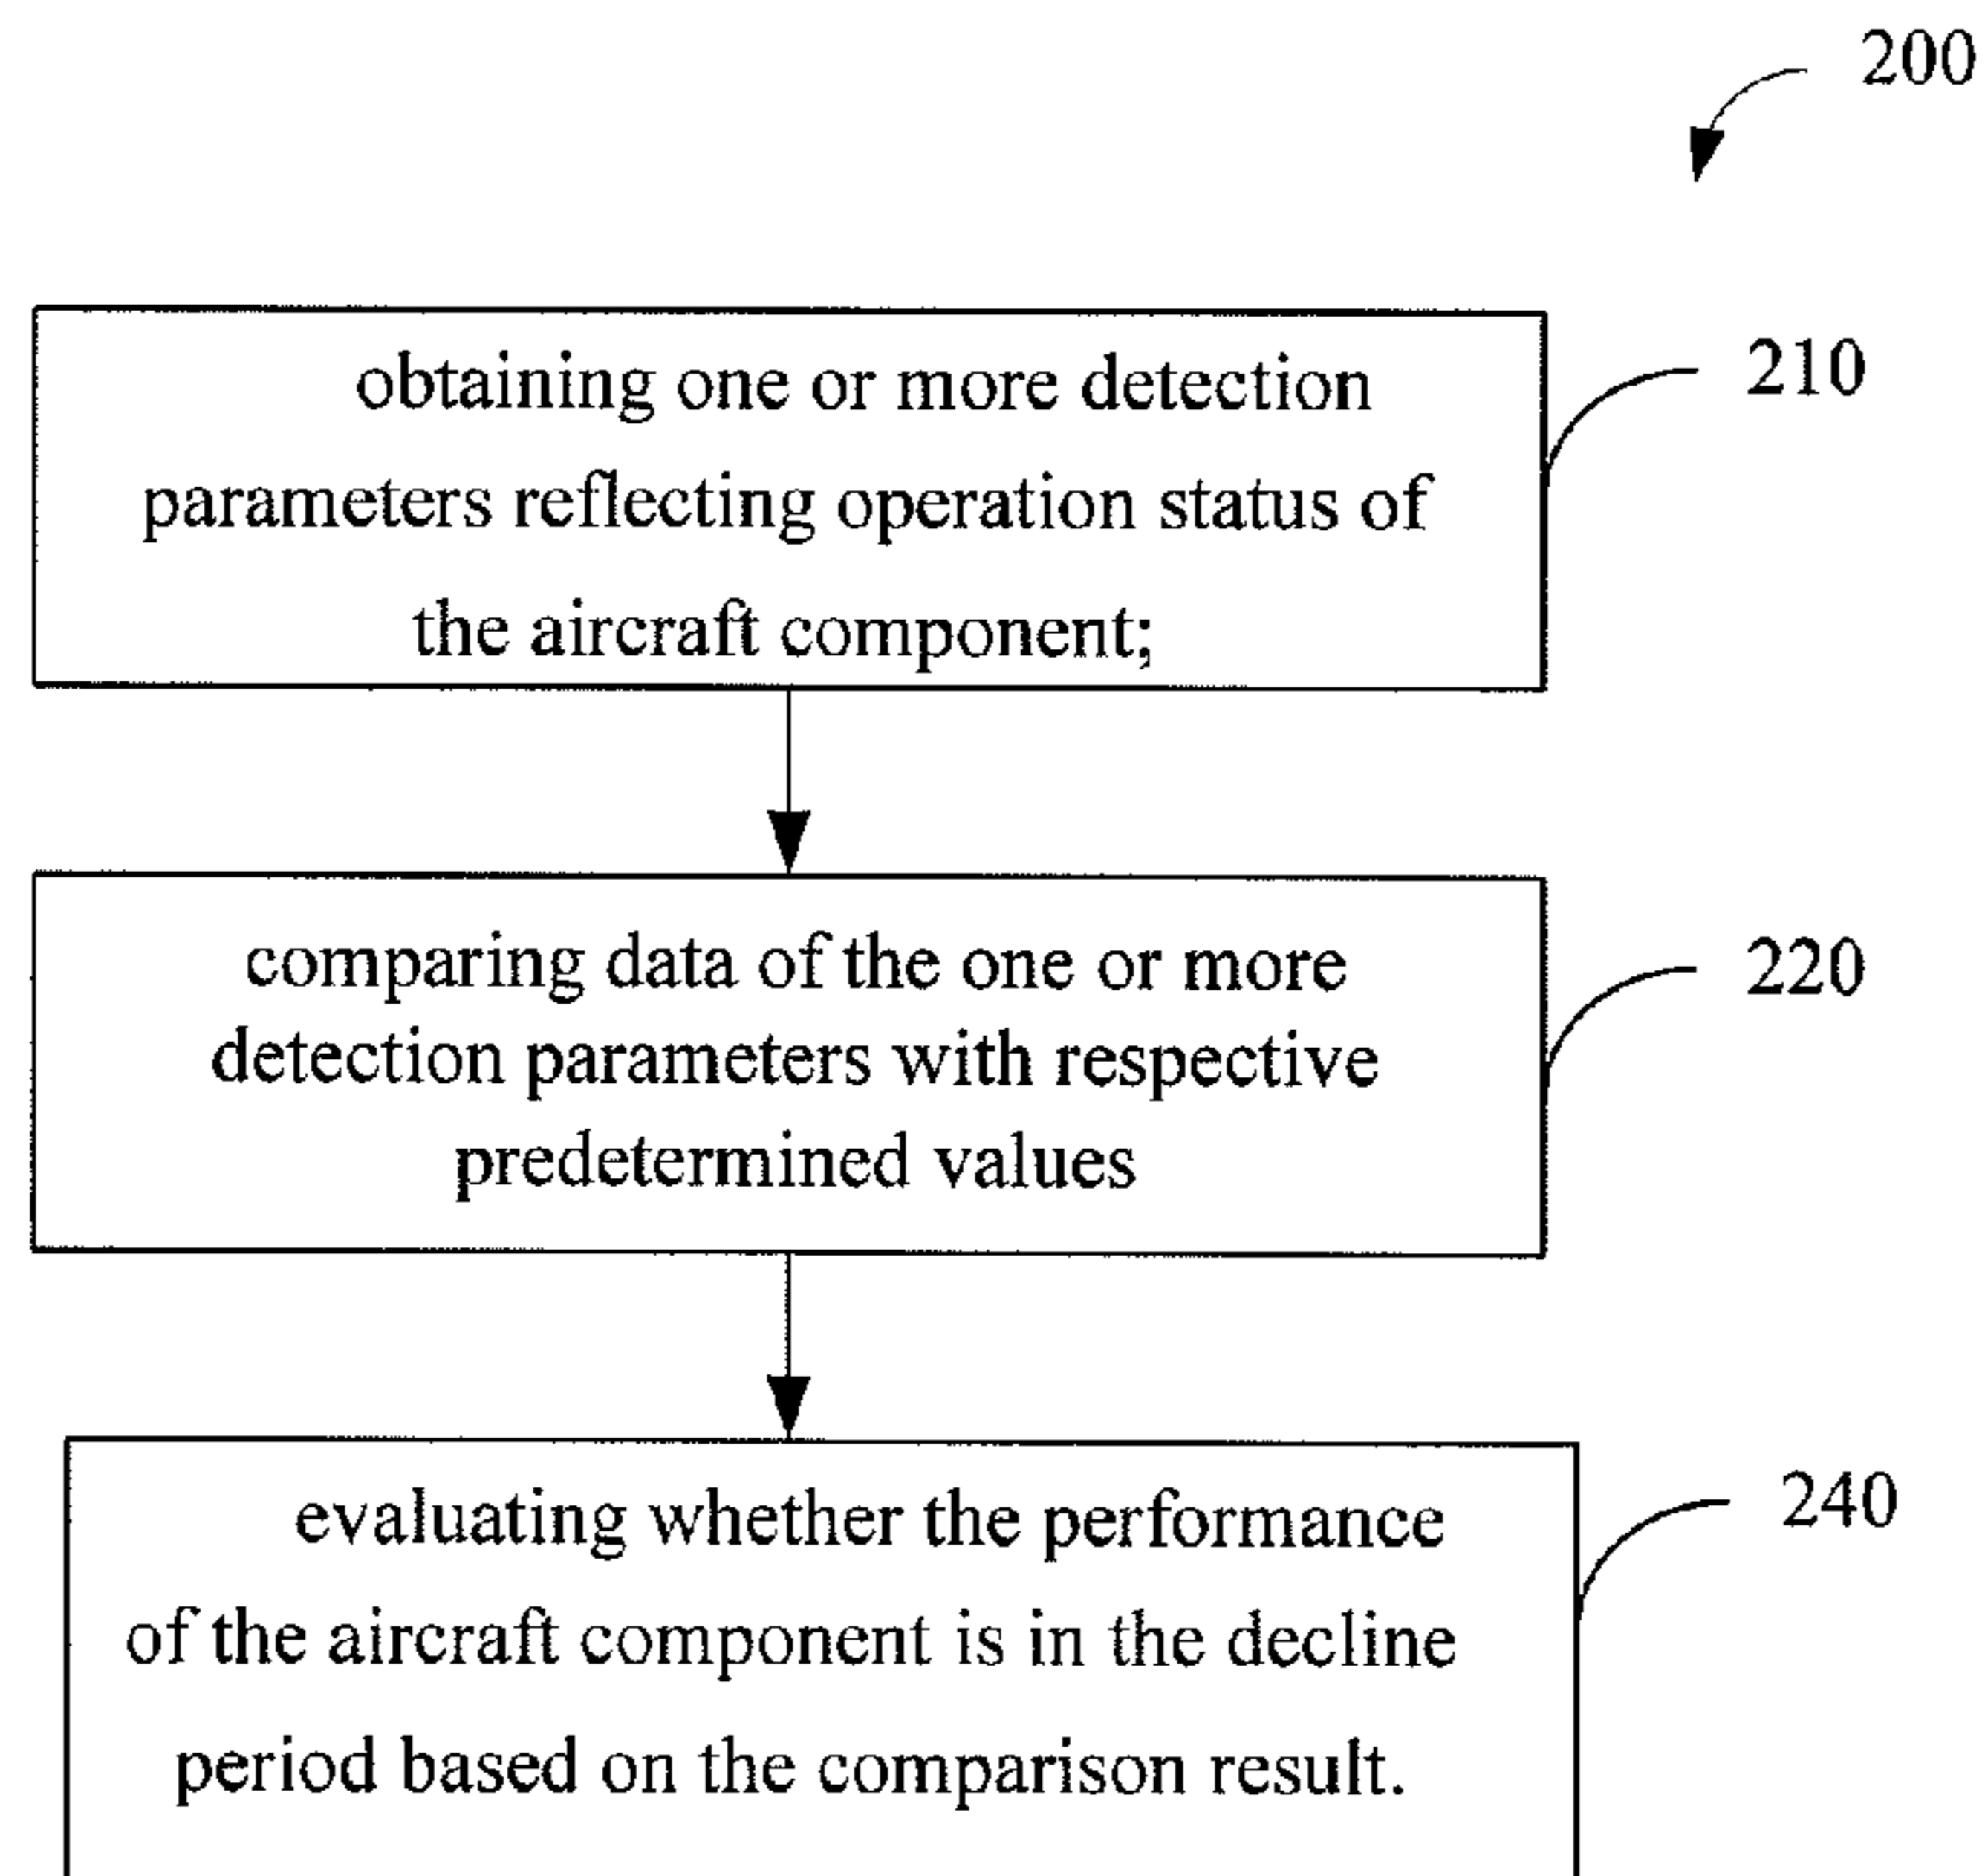 200
obtaining one or more detection
210
parameters reflecting operation status of
the aircraft component;
comparing data of the one or more
220
detection parameters with respective
predetermined values
evaluating whether the performance
240
of the aircraft component is in the decline
period based on the comparison result.